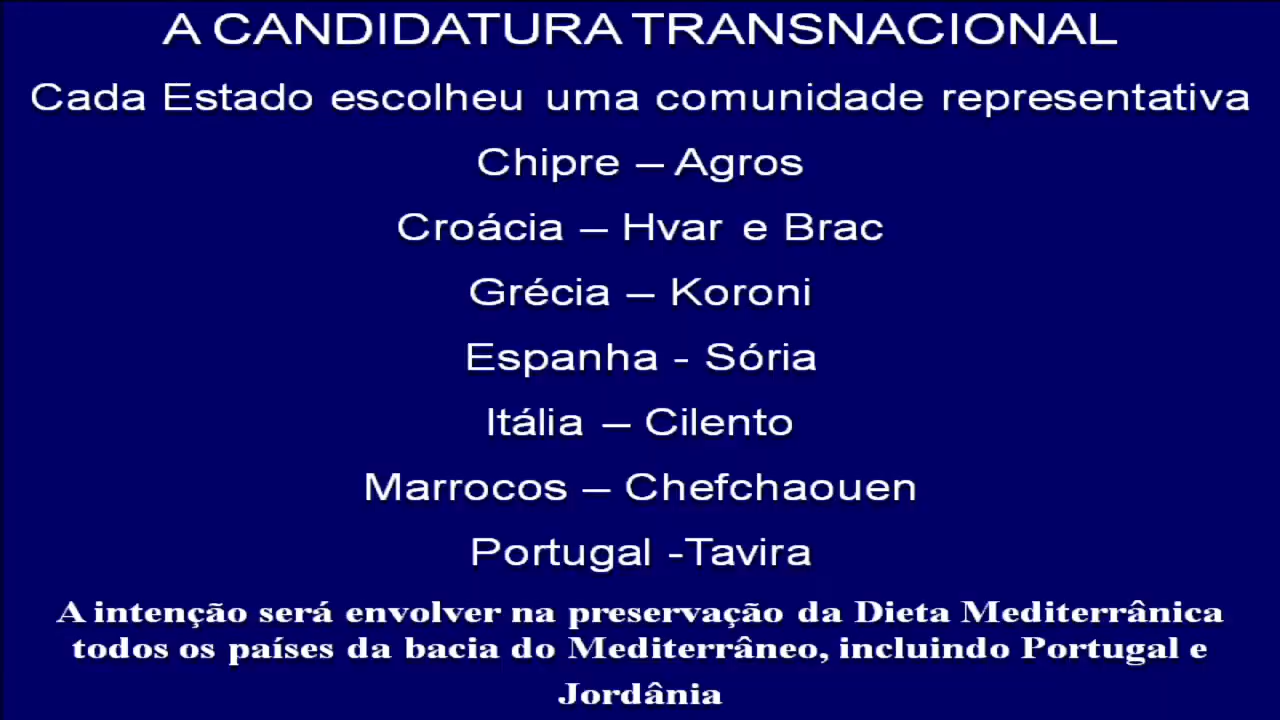 A CANDIDATURA TRANSNACIONAL
Cada Estado escolheu uma comunidade representativa
Chipre – Agros
Croácia – Hvar e Brac
Grécia – Koroni
Espanha - Sória
Itália – Cilento
Marrocos – Chefchaouen
Portugal -Tavira
A intenção será envolver na preservação da Dieta Mediterrânica
todos os países da bacia do Mediterrâneo, incluindo Portugal e
Jordânia